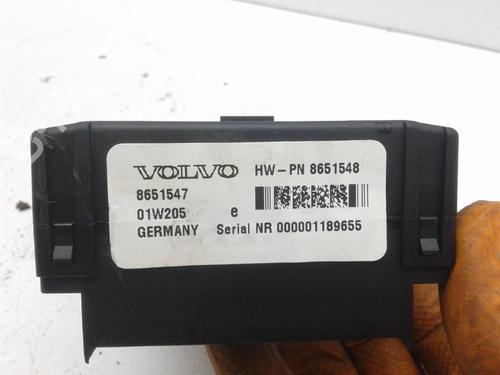 VOLVO HW-PN 8651548
8651547
01W205 e
GERMANY Serial NR 000001189655